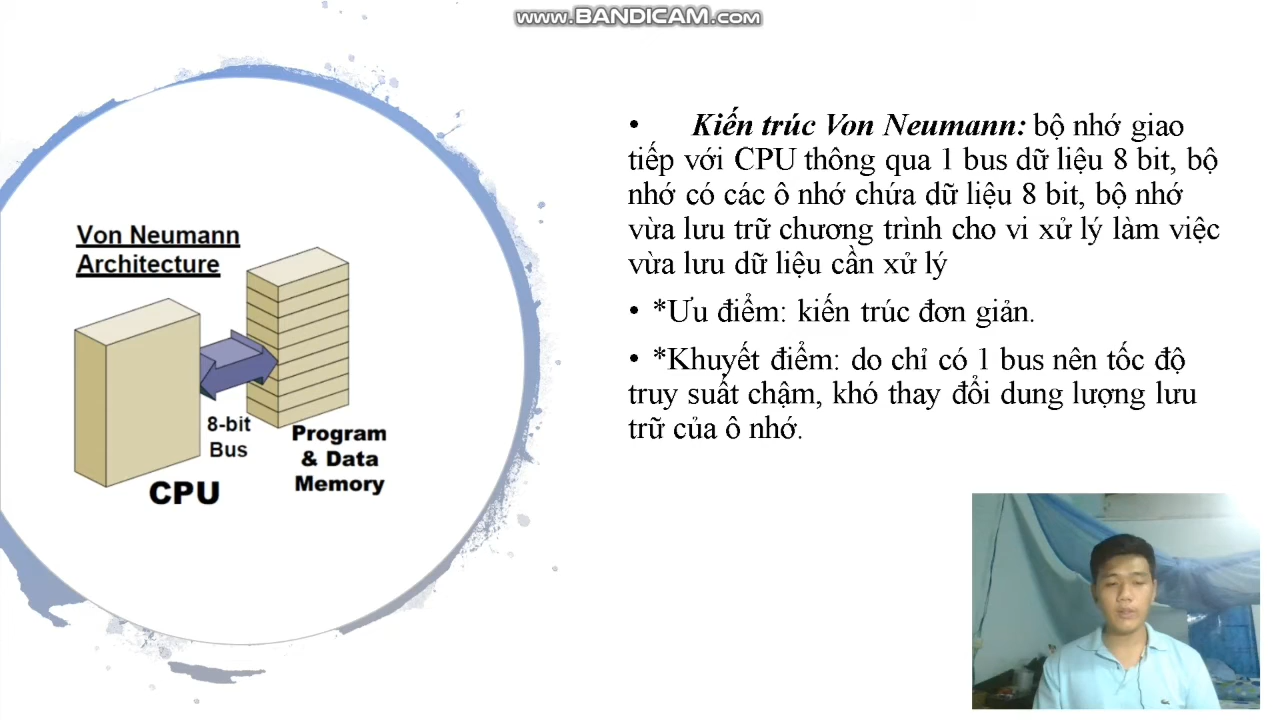 www.BANDICAM.com
Von Neumann
Architecture
8-bit
Bus
CPU
Program
& Data
Memory
• Kiến trúc Von Neumann: bộ nhớ giao
tiếp với CPU thông qua 1 bus dữ liệu 8 bit, bộ
nhớ có các ô nhớ chứa dữ liệu 8 bit, bộ nhớ
vừa lưu trữ chương trình cho vi xử lý làm việc
vừa lưu dữ liệu cần xử lý
• *Ưu điểm: kiến trúc đơn giản.
• *Khuyết điểm: do chỉ có 1 bus nên tốc độ
truy suất chậm, khó thay đổi dung lượng lưu
trữ của ô nhớ.